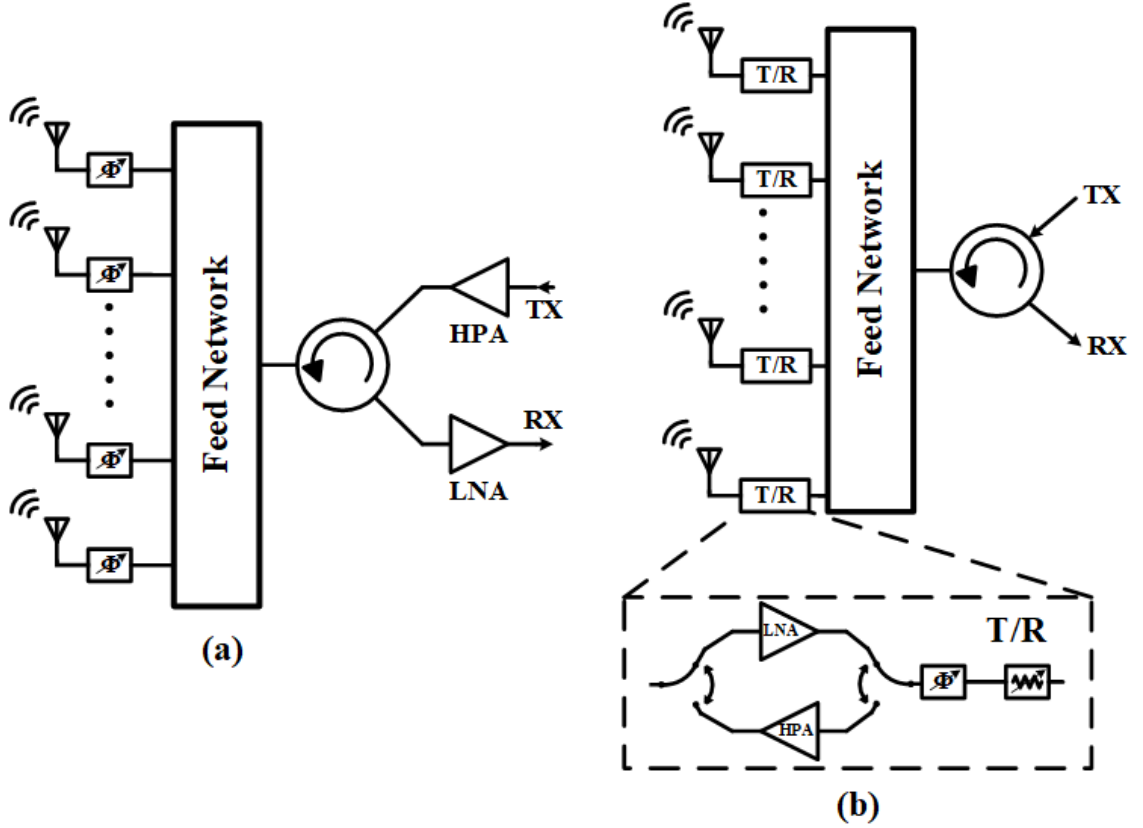 Φ
Φ
Φ
Φ
Feed Network
HPA
TX
RX
LNA
(a)
T/R
T/R
T/R
T/R
Feed Network
TX
RX
T/R
LNA
HPA
Φ
(b)